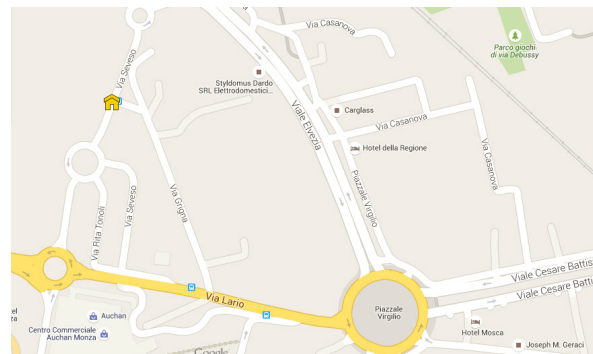 Via Casanova
Parco giochi
di via Debussy
Via Seveso
Styldomus Dardo
SRL Elettrodomestici...
Viale Elvezia
Carglass
Via Casanova
Hotel della Regione
Via Casanova
Via Grigna
Piazzale Virgilio
Via Rita Tonoli
Via Seveso
Viale Cesare Battis
Viale Cesare Battis
Via Lario
Piazzale
Virgilio
Auchan
Centro Commerciale
Auchan Monza
Hotel Mosca
Joseph M. Geraci
Google